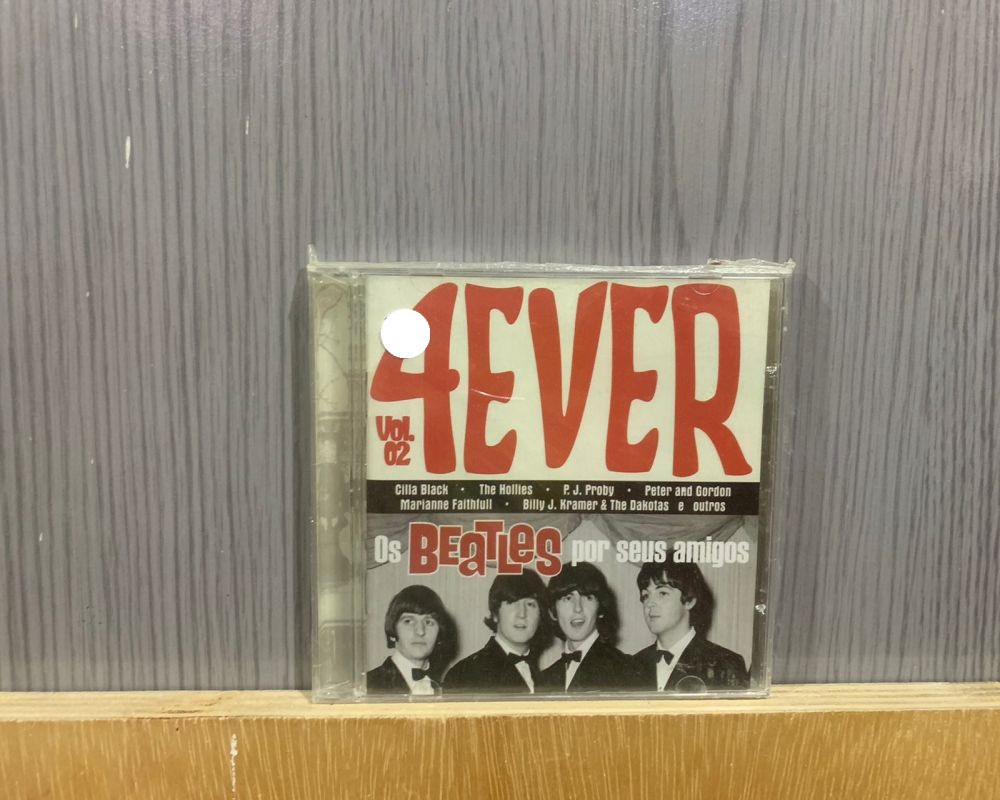 4EVER
Vol.
02
Cilla Black • The Hollies • P. J. Proby • Peter and Gordon
Marianne Faithfull • Billy J. Kramer & The Dakotas e outros
Os BEATLES por seus amigos